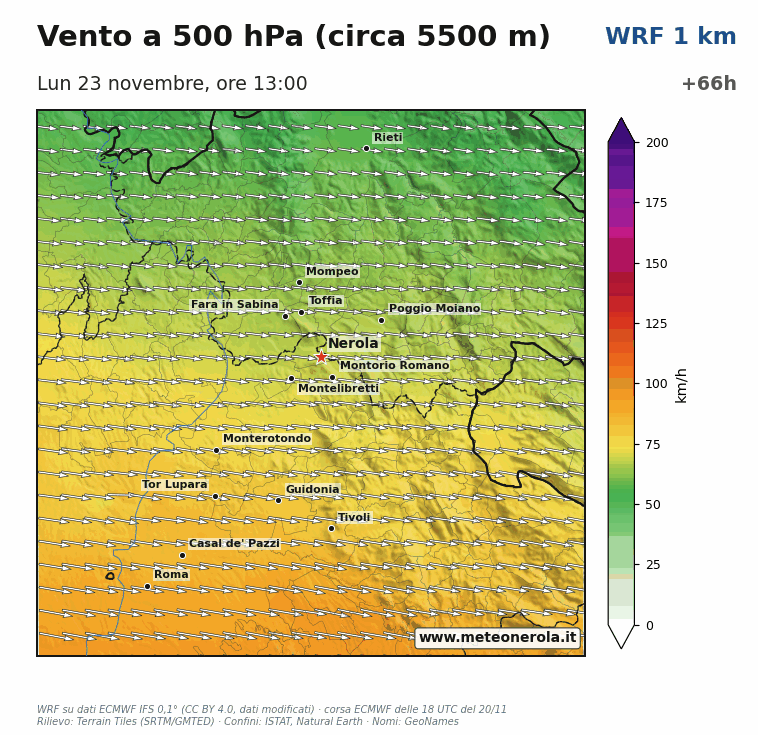 Vento a 500 hPa (circa 5500 m)
WRF 1 km
Lun 23 novembre, ore 13:00
+66h
Rieti
Mompeo
Fara in Sabina
Toffia
Poggio Moiano
Nerola
Montorio Romano
Montelibretti
Monterotondo
Tor Lupara
Guidonia
Tivoli
Casal de' Pazzi
Roma
www.meteonerola.it
200
175
150
125
100
75
50
25
0
km/h
WRF su dati ECMWF IFS 0,1° (CC BY 4.0, dati modificati) · corsa ECMWF delle 18 UTC del 20/11
Rilievo: Terrain Tiles (SRTM/GMTED) · Confini: ISTAT, Natural Earth · Nomi: GeoNames